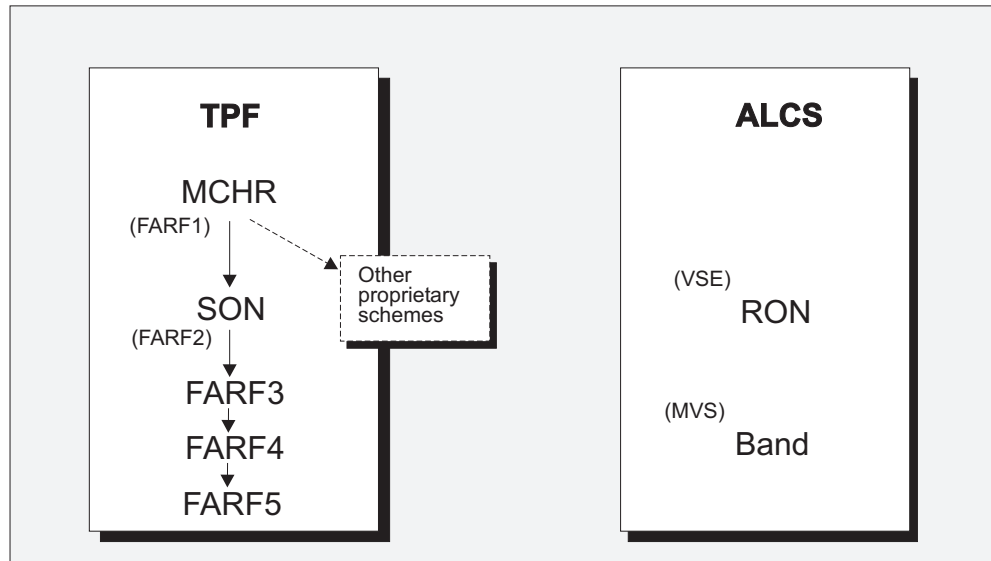 TPF
MCHR
(FARF1)
Other
proprietary
schemes
SON
(FARF2)
FARF3
FARF4
FARF5
ALCS
(VSE)
RON
(MVS)
Band